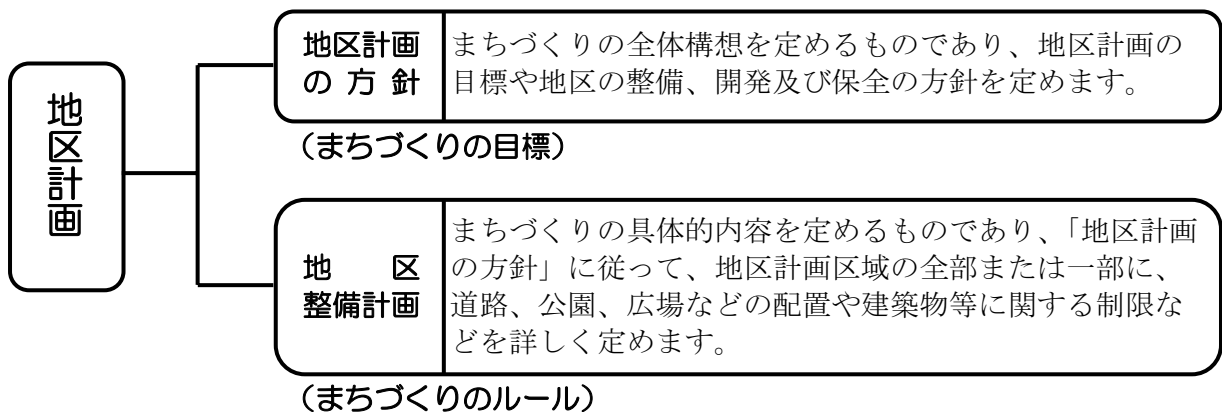 地区計画
地区計画
の方針
まちづくりの全体構想を定めるものであり、地区計画の
目標や地区の整備、開発及び保全の方針を定めます。
（まちづくりの目標）
地区
整備計画
まちづくりの具体的内容を定めるものであり、「地区計画
の方針」に従って、地区計画区域の全部または一部に、
道路、公園、広場などの配置や建築物等に関する制限な
どを詳しく定めます。
（まちづくりのルール）